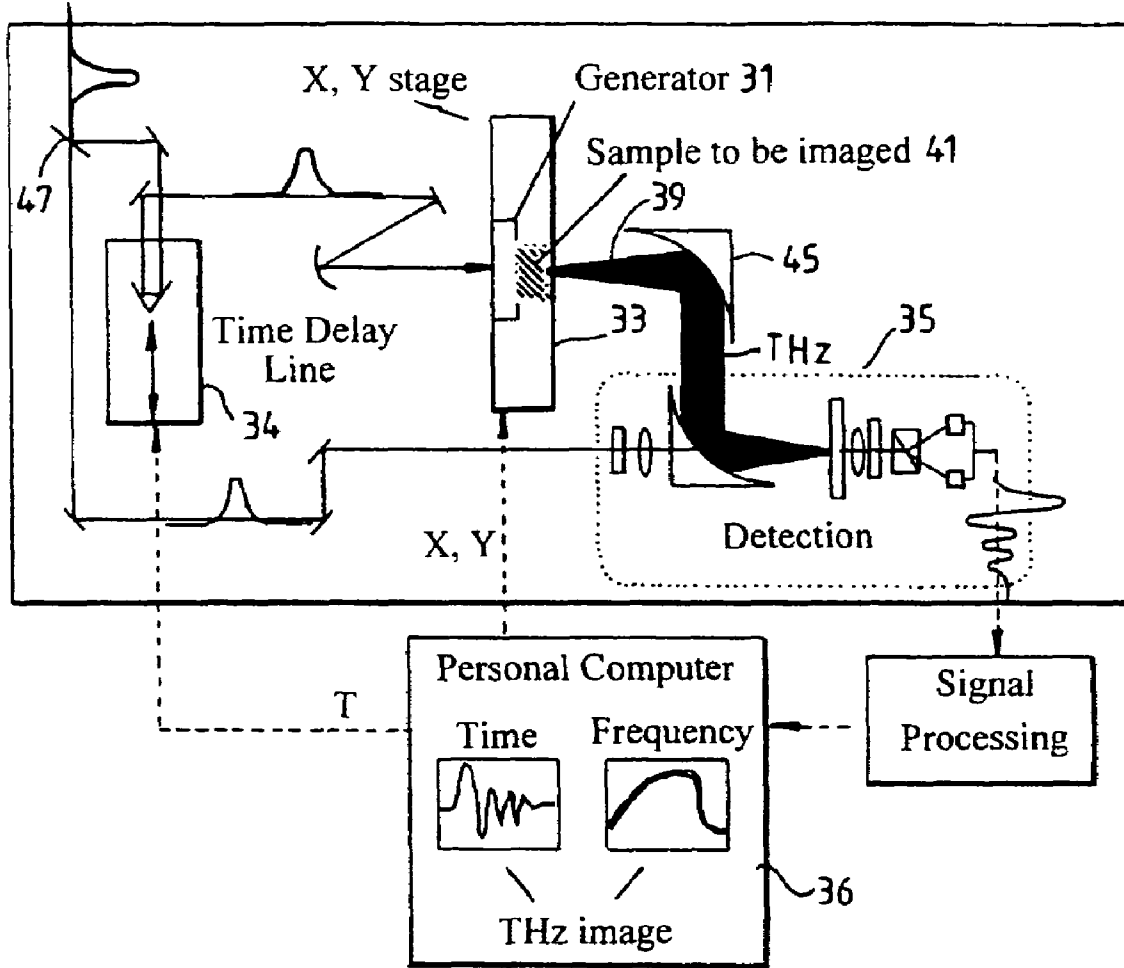 X, Y stage
Generator 31
Sample to be imaged 41
47
39
45
Time Delay
Line
34
33
THz
35
X, Y
Detection
T
Personal Computer
Time
Frequency
THz image
36
Signal
Processing